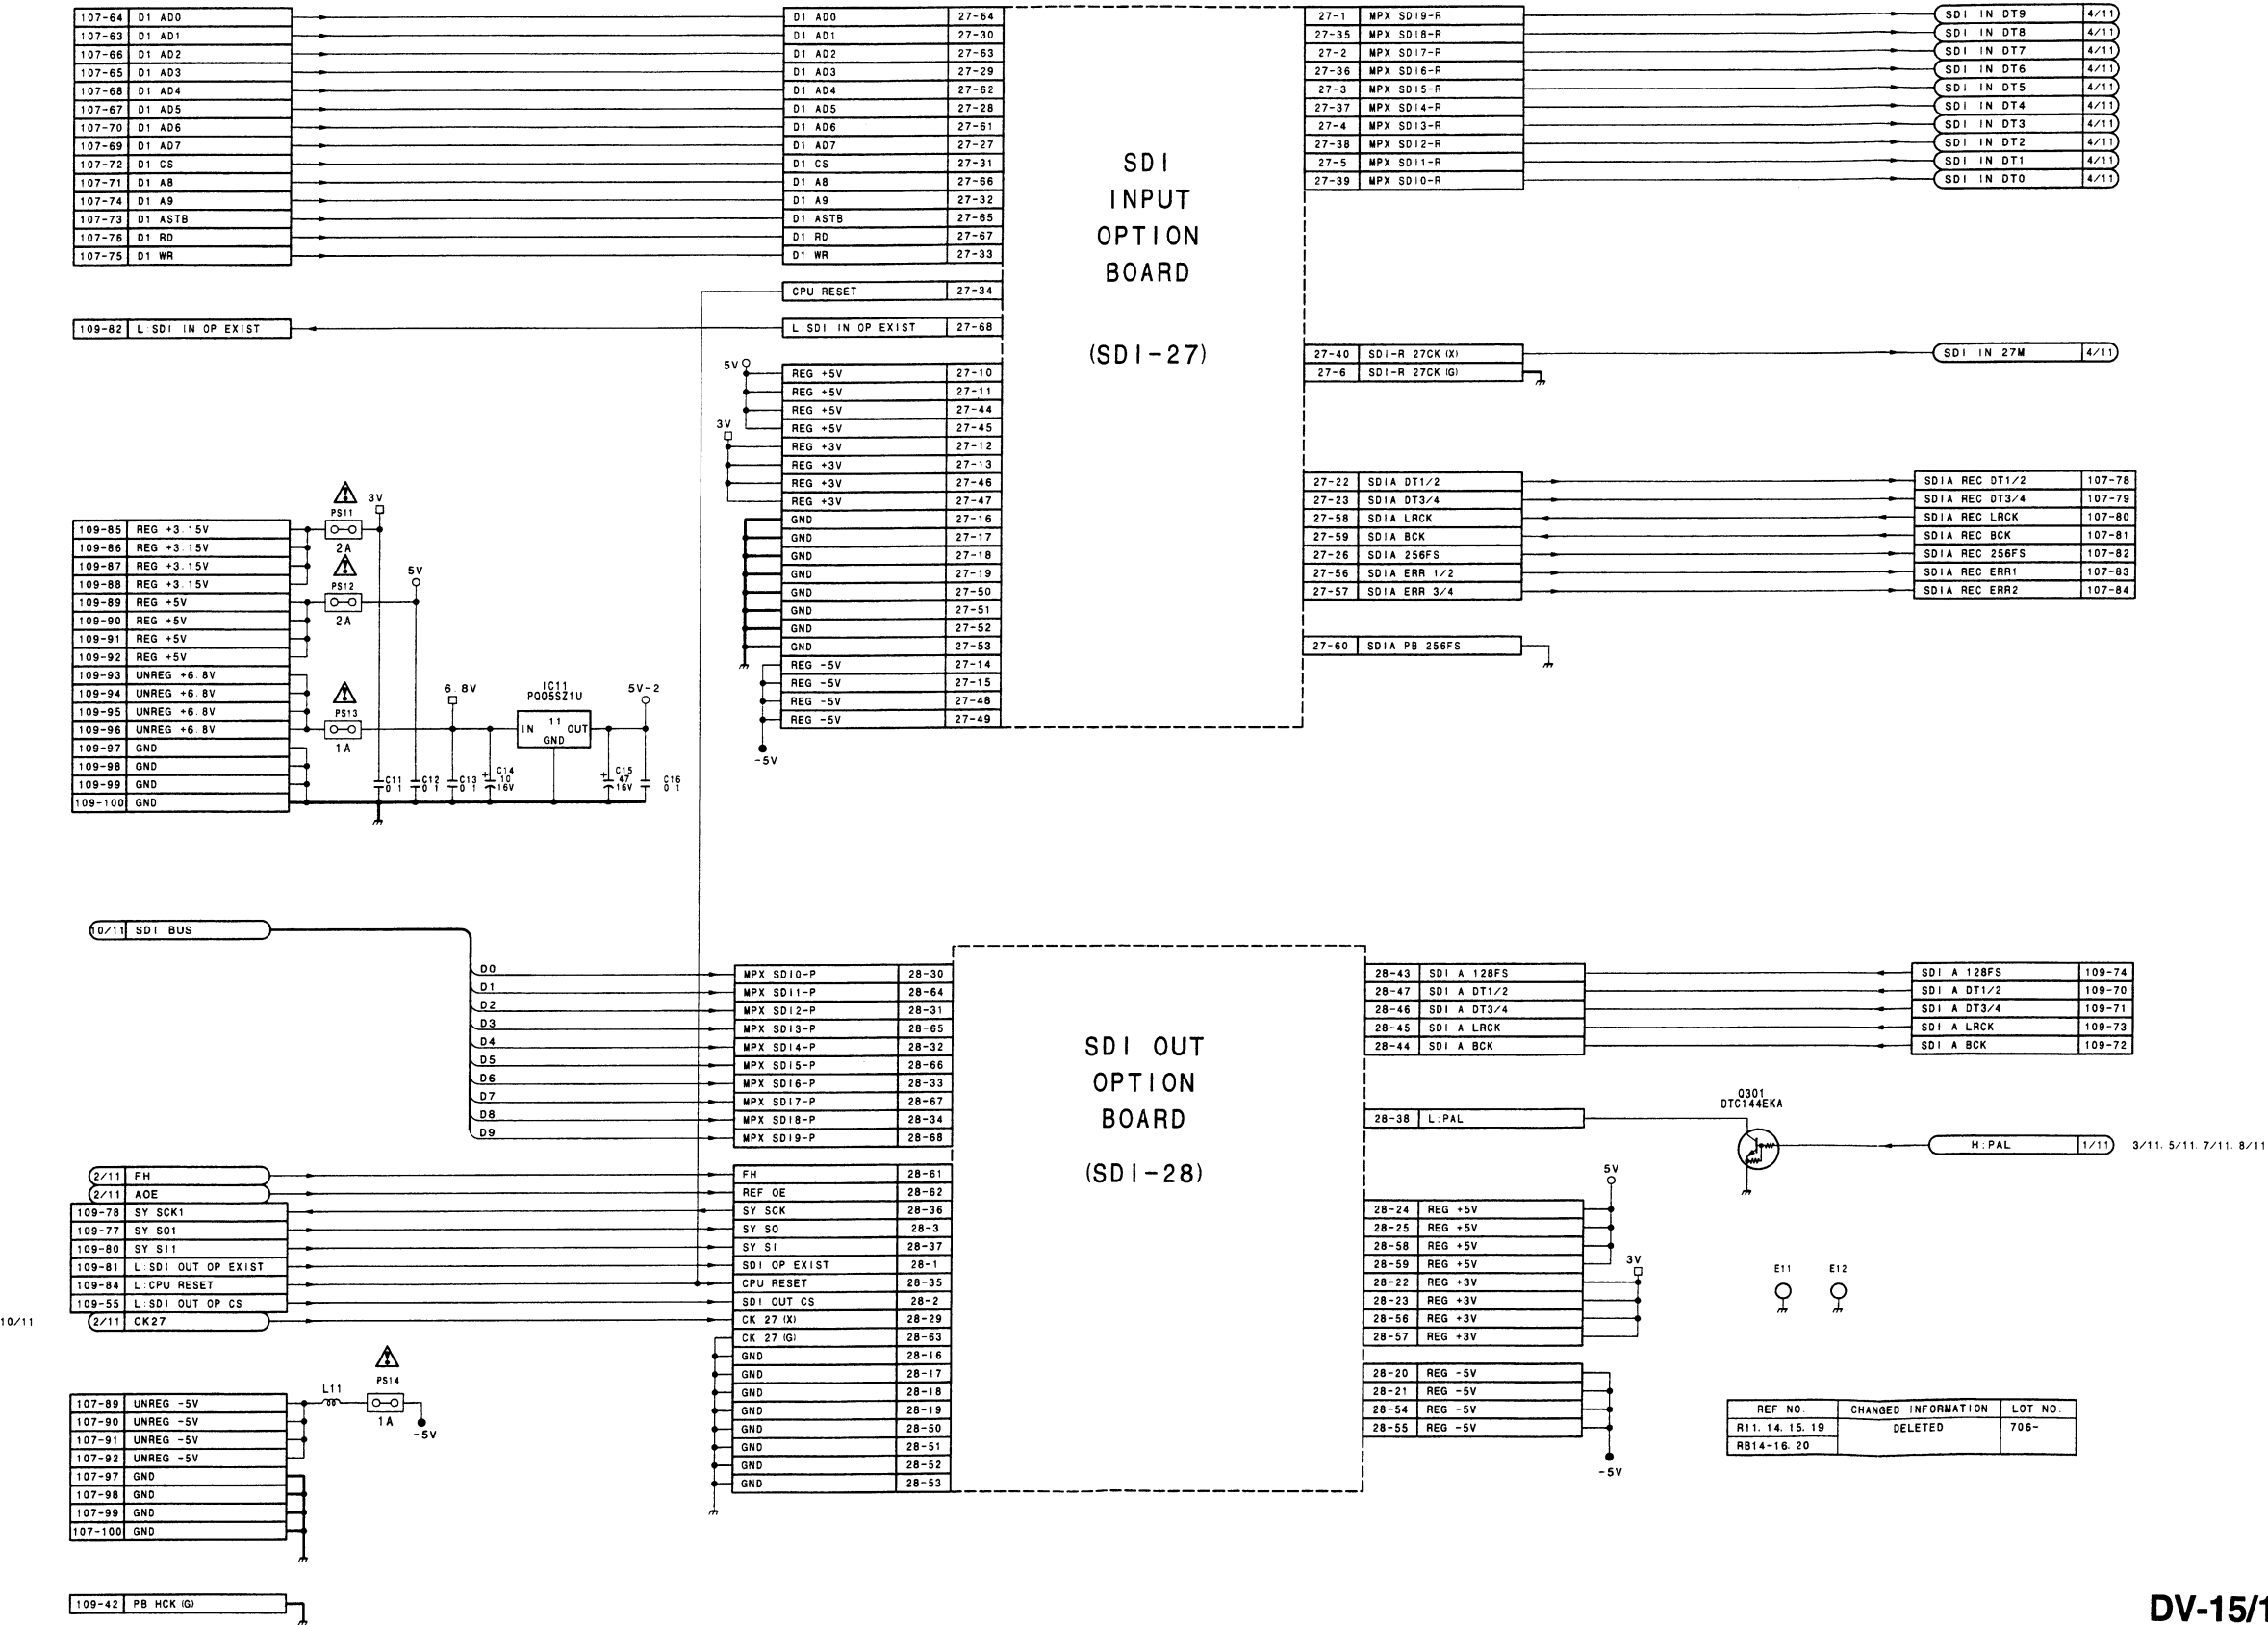 107-64 D1 AD0
107-63 D1 AD1
107-66 D1 AD2
107-65 D1 AD3
107-68 D1 AD4
107-67 D1 AD5
107-70 D1 AD6
107-69 D1 AD7
107-72 D1 CS
107-71 D1 A8
107-74 D1 A9
107-73 D1 ASTB
107-76 D1 RD
107-75 D1 WR
109-82 L:SDI IN OP EXIST
D1 AD0 27-64
D1 AD1 27-30
D1 AD2 27-63
D1 AD3 27-29
D1 AD4 27-62
D1 AD5 27-28
D1 AD6 27-61
D1 AD7 27-27
D1 CS 27-31
D1 A8 27-66
D1 A9 27-32
D1 ASTB 27-65
D1 RD 27-67
D1 WR 27-33
CPU RESET 27-34
L:SDI IN OP EXIST 27-68
5V
REG +5V 27-10
REG +5V 27-11
REG +5V 27-44
REG +5V 27-45
3V
REG +3V 27-12
REG +3V 27-13
REG +3V 27-46
REG +3V 27-47
GND 27-16
GND 27-17
GND 27-18
GND 27-19
GND 27-50
GND 27-51
GND 27-52
GND 27-53
REG -5V 27-14
REG -5V 27-15
REG -5V 27-48
REG -5V 27-49
-5V
SDI
INPUT
OPTION
BOARD
(SDI-27)
27-1 MPX SDI9-R
27-35 MPX SDI8-R
27-2 MPX SDI7-R
27-36 MPX SDI6-R
27-3 MPX SDI5-R
27-37 MPX SDI4-R
27-4 MPX SDI3-R
27-38 MPX SDI2-R
27-5 MPX SDI1-R
27-39 MPX SDI0-R
SDI IN DT9 4/11
SDI IN DT8 4/11
SDI IN DT7 4/11
SDI IN DT6 4/11
SDI IN DT5 4/11
SDI IN DT4 4/11
SDI IN DT3 4/11
SDI IN DT2 4/11
SDI IN DT1 4/11
SDI IN DT0 4/11
27-40 SDI-R 27CK (X)
27-6 SDI-R 27CK (G)
SDI IN 27M 4/11
27-22 SDIA DT1/2
27-23 SDIA DT3/4
27-58 SDIA LRCK
27-59 SDIA BCK
27-26 SDIA 256FS
27-56 SDIA ERR 1/2
27-57 SDIA ERR 3/4
27-60 SDIA PB 256FS
SDIA REC DT1/2 107-78
SDIA REC DT3/4 107-79
SDIA REC LRCK 107-80
SDIA REC BCK 107-81
SDIA REC 256FS 107-82
SDIA REC ERR1 107-83
SDIA REC ERR2 107-84
109-85 REG +3.15V
109-86 REG +3.15V
109-87 REG +3.15V
109-88 REG +3.15V
109-89 REG +5V
109-90 REG +5V
109-91 REG +5V
109-92 REG +5V
109-93 UNREG +6.8V
109-94 UNREG +6.8V
109-95 UNREG +6.8V
109-96 UNREG +6.8V
109-97 GND
109-98 GND
109-99 GND
109-100 GND
PS11
2A
3V
PS12
2A
5V
PS13
1A
6.8V
IC11
PQ05SZ1U
11
IN OUT
GND
5V-2
C11
0.1
C12
0.1
C13
0.1
C14
10
16V
C15
47
16V
C16
0.1
10/11 SDI BUS
D0
D1
D2
D3
D4
D5
D6
D7
D8
D9
MPX SDI0-P 28-30
MPX SDI1-P 28-64
MPX SDI2-P 28-31
MPX SDI3-P 28-65
MPX SDI4-P 28-32
MPX SDI5-P 28-66
MPX SDI6-P 28-33
MPX SDI7-P 28-67
MPX SDI8-P 28-34
MPX SDI9-P 28-68
2/11 FH
2/11 AOE
109-78 SY SCK1
109-77 SY SO1
109-80 SY SI1
109-81 L:SDI OUT OP EXIST
109-84 L:CPU RESET
109-55 L:SDI OUT OP CS
10/11
2/11 CK27
FH 28-61
REF OE 28-62
SY SCK 28-36
SY SO 28-3
SY SI 28-37
SDI OP EXIST 28-1
CPU RESET 28-35
SDI OUT CS 28-2
CK 27 (X) 28-29
CK 27 (G) 28-63
GND 28-16
GND 28-17
GND 28-18
GND 28-19
GND 28-50
GND 28-51
GND 28-52
GND 28-53
SDI OUT
OPTION
BOARD
(SDI-28)
28-43 SDI A 128FS
28-47 SDI A DT1/2
28-46 SDI A DT3/4
28-45 SDI A LRCK
28-44 SDI A BCK
SDI A 128FS 109-74
SDI A DT1/2 109-70
SDI A DT3/4 109-71
SDI A LRCK 109-73
SDI A BCK 109-72
28-38 L:PAL
Q301
DTC144EKA
H:PAL 1/11
3/11. 5/11. 7/11. 8/11
5V
28-24 REG +5V
28-25 REG +5V
28-58 REG +5V
28-59 REG +5V
3V
28-22 REG +3V
28-23 REG +3V
28-56 REG +3V
28-57 REG +3V
28-20 REG -5V
28-21 REG -5V
28-54 REG -5V
28-55 REG -5V
-5V
E11 E12
107-89 UNREG -5V
107-90 UNREG -5V
107-91 UNREG -5V
107-92 UNREG -5V
107-97 GND
107-98 GND
107-99 GND
107-100 GND
L11
PS14
1A
-5V
109-42 PB HCK (G)
REF NO. CHANGED INFORMATION LOT NO.
R11. 14. 15. 19 DELETED 706-
RB14-16. 20
DV-15/1